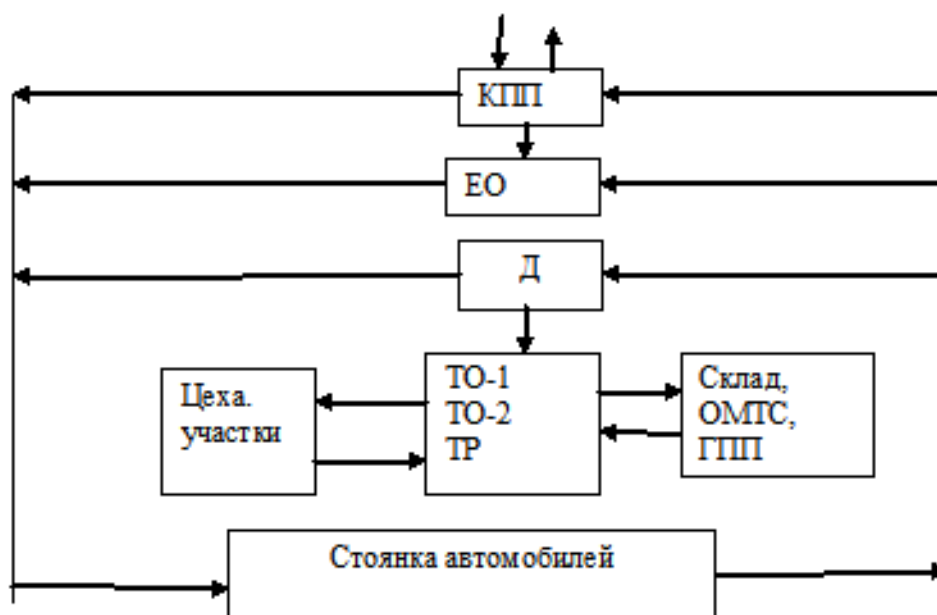 КПП
ЕО
Д
Цеха.
участки
ТО-1
ТО-2
ТР
Склад,
ОМТС,
ГПП
Стоянка автомобилей